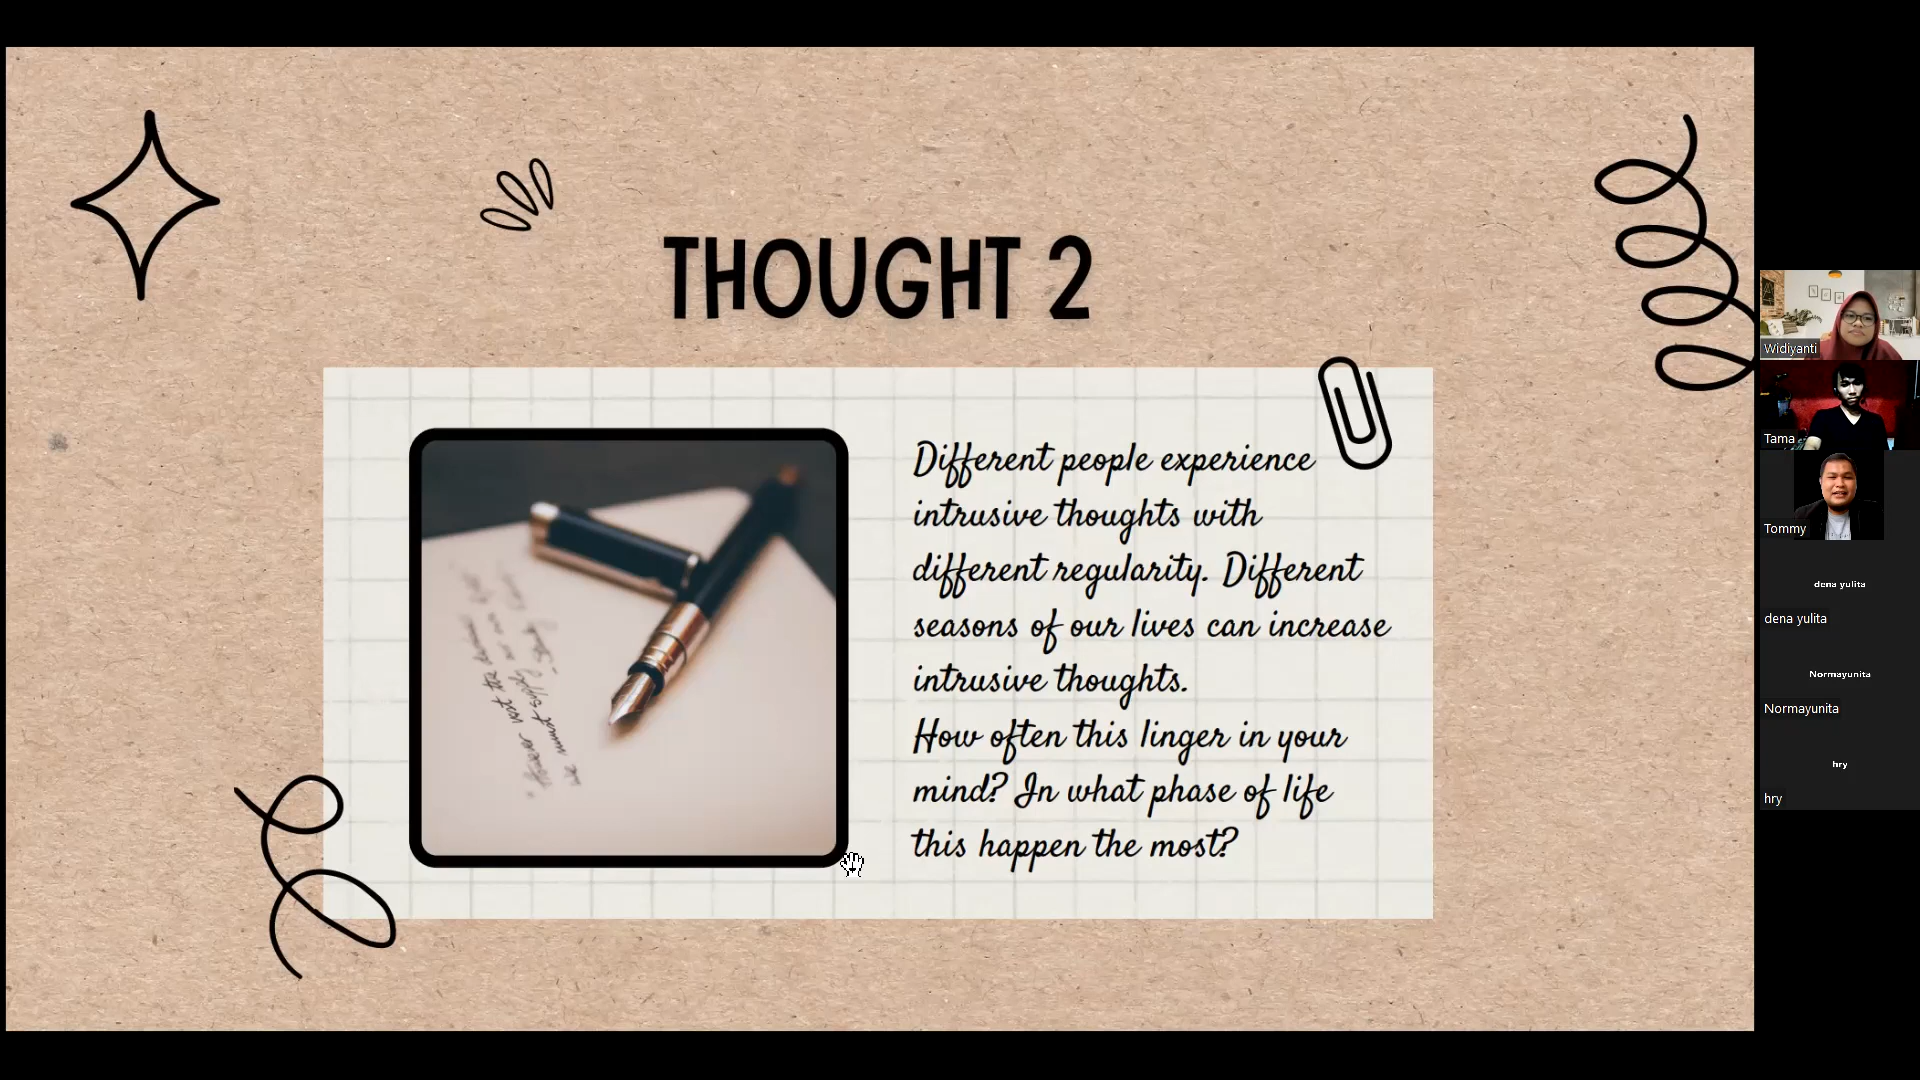 THOUGHT 2
Different people experience
intrusive thoughts with
different regularity. Different
seasons of our lives can increase
intrusive thoughts.
How often this linger in your
mind? In what phase of life
this happen the most?
Widiyanti
Tama
Tommy
dena yulita
dena yulita
Normayunita
Normayunita
hry
hry